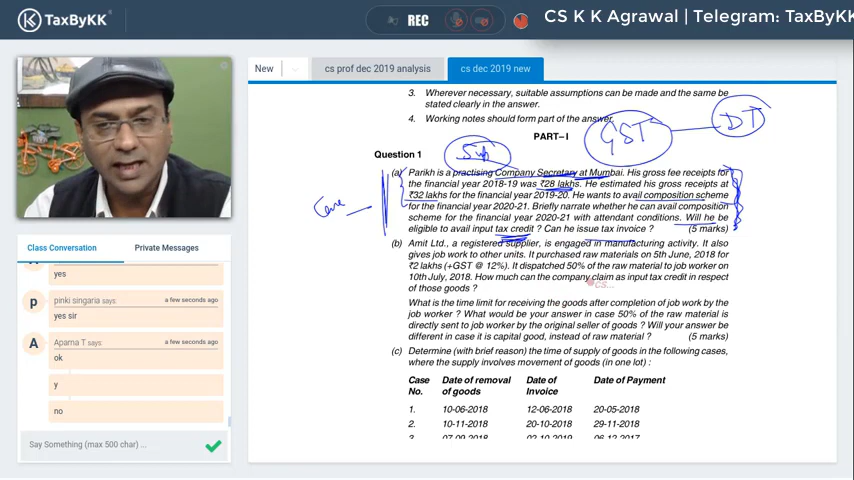 TaxByKK
REC
CS K K Agrawal | Telegram: TaxByKK
New
cs prof dec 2019 analysis
cs dec 2019 new
3. Wherever necessary, suitable assumptions can be made and the same be
stated clearly in the answer.
4. Working notes should form part of the answer.
PART–I
GST
DT
Question 1
(a) Parikh is a practising Company Secretary at Mumbai. His gross fee receipts for
the financial year 2018-19 was ₹28 lakhs. He estimated his gross receipts at
₹32 lakhs for the financial year 2019-20. He wants to avail composition scheme
for the financial year 2020-21. Briefly narrate whether he can avail composition
scheme for the financial year 2020-21 with attendant conditions. Will he be
eligible to avail input tax credit ? Can he issue tax invoice ? (5 marks)
(b) Amit Ltd., a registered supplier, is engaged in manufacturing activity. It also
gives job work to other units. It purchased raw materials on 5th June, 2018 for
₹2 lakhs (+GST @ 12%). It dispatched 50% of the raw material to job worker on
10th July, 2018. How much can the company claim as input tax credit in respect
of those goods ?
cs...
What is the time limit for receiving the goods after completion of job work by the
job worker ? What would be your answer in case 50% of the raw material is
directly sent to job worker by the original seller of goods ? Will your answer be
different in case it is capital good, instead of raw material ? (5 marks)
(c) Determine (with brief reason) the time of supply of goods in the following cases,
where the supply involves movement of goods (in one lot) :
Case No. Date of removal of goods Date of Invoice Date of Payment
1. 10-06-2018 12-06-2018 20-05-2018
2. 10-11-2018 20-10-2018 29-11-2018
3. 07-09-2018 02-10-2019 06-12-2017
Class Conversation
Private Messages
yes
p
pinki singaria says:
a few seconds ago
yes sir
A
Aparna T says:
a few seconds ago
ok
y
no
Say Something (max 500 char) ...